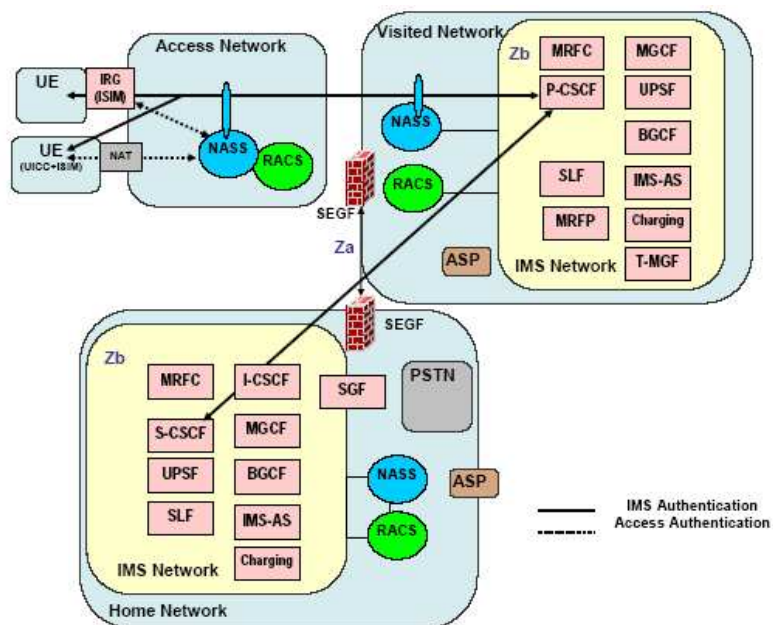 Access Network
UE
IRG
(ISIM)
UE
(UICC+ISIM)
NAT
NASS
RACS
Visited Network
Zb
MRFC
MGCF
P-CSCF
UPSF
NASS
BGCF
RACS
SLF
IMS-AS
MRFP
Charging
ASP
IMS Network
T-MGF
SEGF
Za
SEGF
Zb
MRFC
I-CSCF
SGF
PSTN
S-CSCF
MGCF
UPSF
BGCF
NASS
ASP
SLF
IMS-AS
RACS
IMS Network
Charging
Home Network
IMS Authentication
Access Authentication